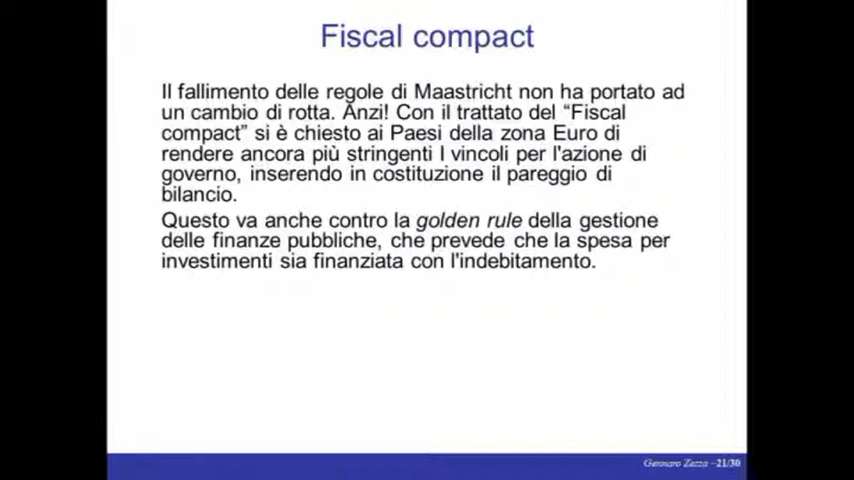 Fiscal compact
Il fallimento delle regole di Maastricht non ha portato ad
un cambio di rotta. Anzi! Con il trattato del “Fiscal
compact” si è chiesto ai Paesi della zona Euro di
rendere ancora più stringenti I vincoli per l'azione di
governo, inserendo in costituzione il pareggio di
bilancio.
Questo va anche contro la golden rule della gestione
delle finanze pubbliche, che prevede che la spesa per
investimenti sia finanziata con l'indebitamento.
Gennaro Zezza –21/30